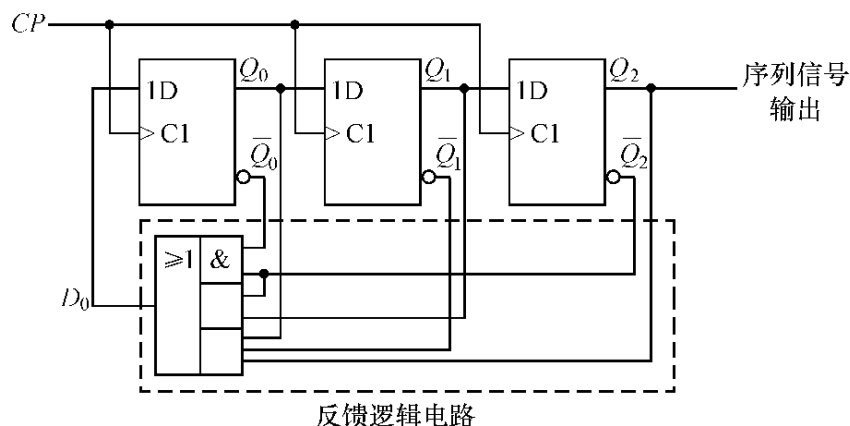 CP
Q₀ Q₁ Q₂
1D 1D 1D
序列信号
输出
C1 C1 C1
Q̅₀ Q̅₁ Q̅₂
≥1 &
D₀
反馈逻辑电路